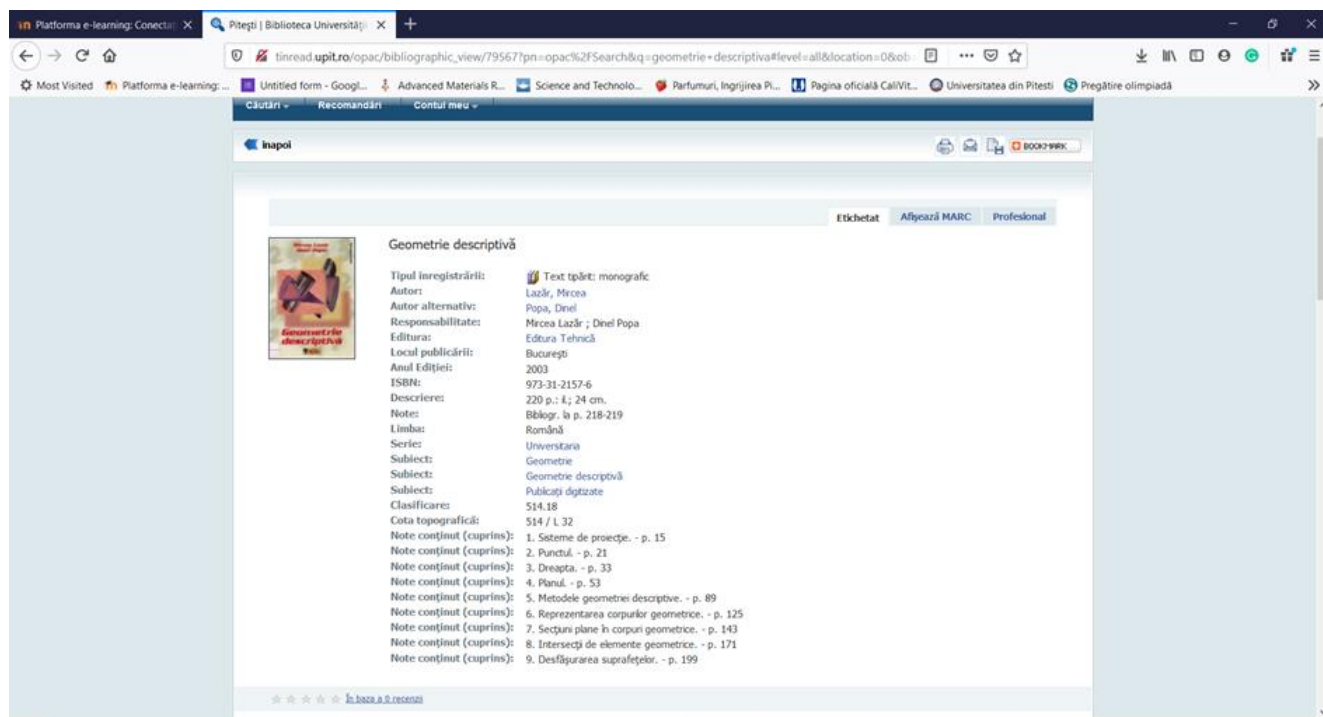 Platforma e-learning: Conectat
Pitești | Biblioteca Universități
tinread.upit.ro/opac/bibliographic_view/79567?pn=opac%2FSearch&q=geometrie+descriptiva#level=all&location=0&ob
Most Visited Platforma e-learning: ... Untitled form - Googl... Advanced Materials R... Science and Technolo... Parfumuri, Ingrijirea Pi... Pagina oficială CaliVit... Universitatea din Pitesti Pregătire olimpiadă
Căutări Recomandări Contul meu
înapoi
BOOKMARK
Etichetat Afişează MARC Profesional
Mircea Lazăr
Dinel Popa
Geometrie
descriptivă
Geometrie descriptivă
Tipul înregistrării: Text tipărit: monografic
Autor: Lazăr, Mircea
Autor alternativ: Popa, Dinel
Responsabilitate: Mircea Lazăr ; Dinel Popa
Editura: Editura Tehnică
Locul publicării: București
Anul Ediției: 2003
ISBN: 973-31-2157-6
Descriere: 220 p.: il.; 24 cm.
Note: Bibliogr. la p. 218-219
Limba: Română
Serie: Universitaria
Subiect: Geometrie
Subiect: Geometrie descriptivă
Subiect: Publicații digitizate
Clasificare: 514.18
Cota topografică: 514 / L 32
Note conținut (cuprins): 1. Sisteme de proiecție. - p. 15
Note conținut (cuprins): 2. Punctul. - p. 21
Note conținut (cuprins): 3. Dreapta. - p. 33
Note conținut (cuprins): 4. Planul. - p. 53
Note conținut (cuprins): 5. Metodele geometriei descriptive. - p. 89
Note conținut (cuprins): 6. Reprezentarea corpurilor geometrice. - p. 125
Note conținut (cuprins): 7. Secțiuni plane în corpuri geometrice. - p. 143
Note conținut (cuprins): 8. Intersecții de elemente geometrice. - p. 171
Note conținut (cuprins): 9. Desfășurarea suprafețelor. - p. 199
În baza a 0 recenzii